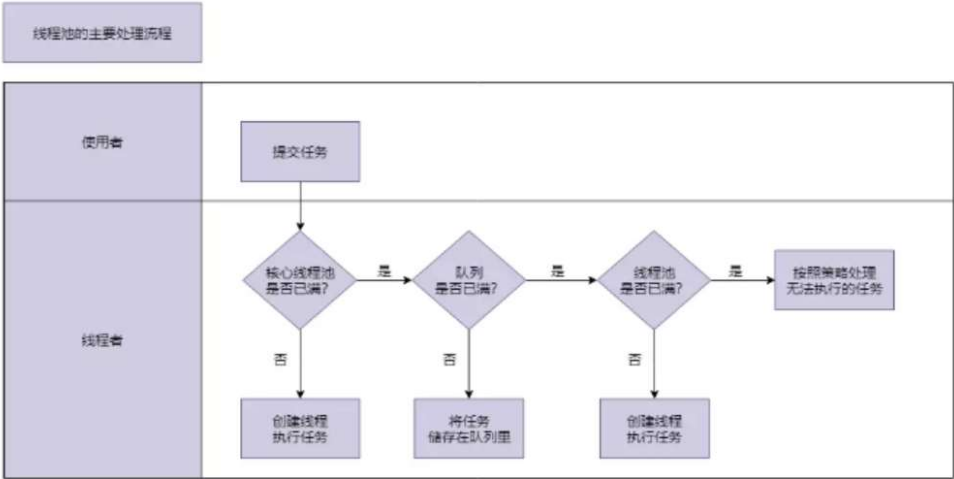 线程池的主要处理流程
使用者
提交任务
线程者
核心线程池
是否已满?
是
队列
是否已满?
是
线程池
是否已满?
是
按照策略处理
无法执行的任务
否
否
否
创建线程
执行任务
将任务
储存在队列里
创建线程
执行任务